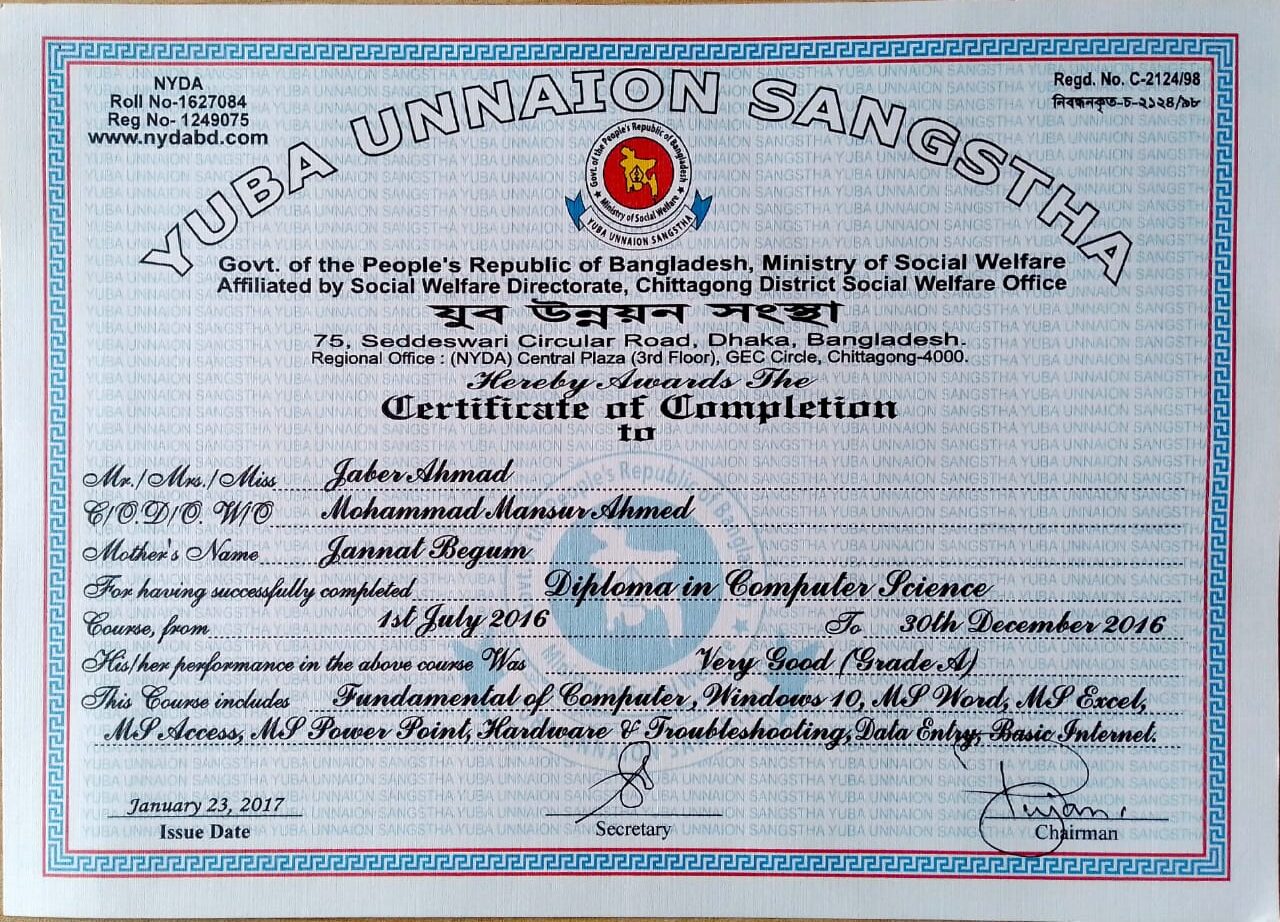 NYDA
Roll No-1627084
Reg No- 1249075
www.nydabd.com
Regd. No. C-2124/98
নিবন্ধনকৃত-চ-২১২৪/৯৮
YUBA UNNAION SANGSTHA
Govt. of the People's Republic of Bangladesh
Ministry of Social Welfare
YUBA UNNAION SANGSTHA
Govt. of the People's Republic of Bangladesh, Ministry of Social Welfare
Affiliated by Social Welfare Directorate, Chittagong District Social Welfare Office
যুব উন্নয়ন সংস্থা
75, Seddeswari Circular Road, Dhaka, Bangladesh.
Regional Office : (NYDA) Central Plaza (3rd Floor), GEC Circle, Chittagong-4000.
Hereby Awards The
Certificate of Completion
to
Mr./Mrs./Miss Jaber Ahmad
C/O.D/O. W/O Mohammad Mansur Ahmed
Mother's Name Jannat Begum
For having successfully completed Diploma in Computer Science
Course, from 1st July 2016 To 30th December 2016
His/her performance in the above course Was Very Good (Grade A)
This Course includes Fundamental of Computer, Windows 10, MS Word, MS Excel,
MS Access, MS Power Point, Hardware & Troubleshooting, Data Entry, Basic Internet.
January 23, 2017
Issue Date
Secretary
Chairman